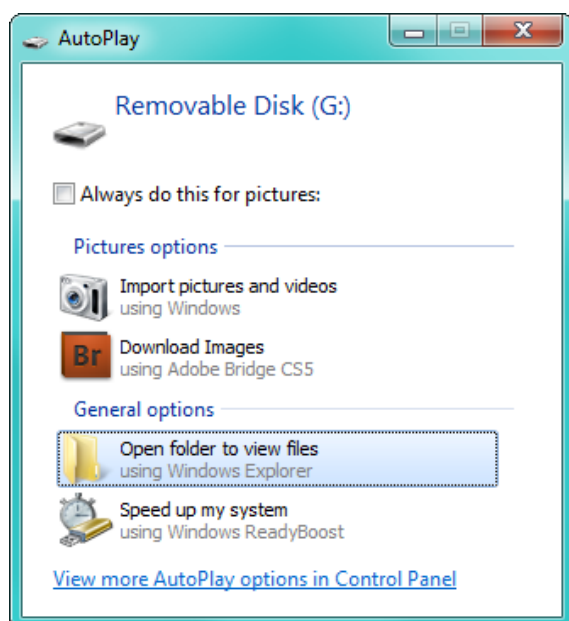 AutoPlay
Removable Disk (G:)
Always do this for pictures:
Pictures options
Import pictures and videos
using Windows
Br
Download Images
using Adobe Bridge CS5
General options
Open folder to view files
using Windows Explorer
Speed up my system
using Windows ReadyBoost
View more AutoPlay options in Control Panel